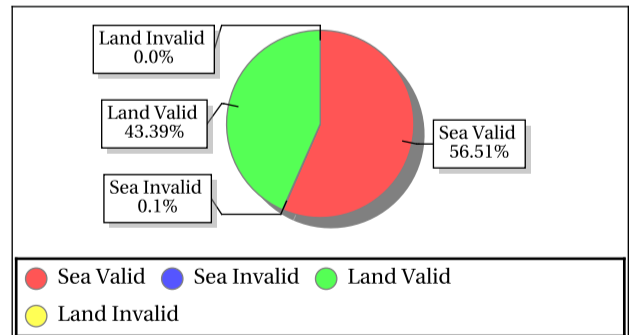 Land Invalid
0.0%
Land Valid
43.39%
Sea Valid
56.51%
Sea Invalid
0.1%
Sea Valid
Sea Invalid
Land Valid
Land Invalid